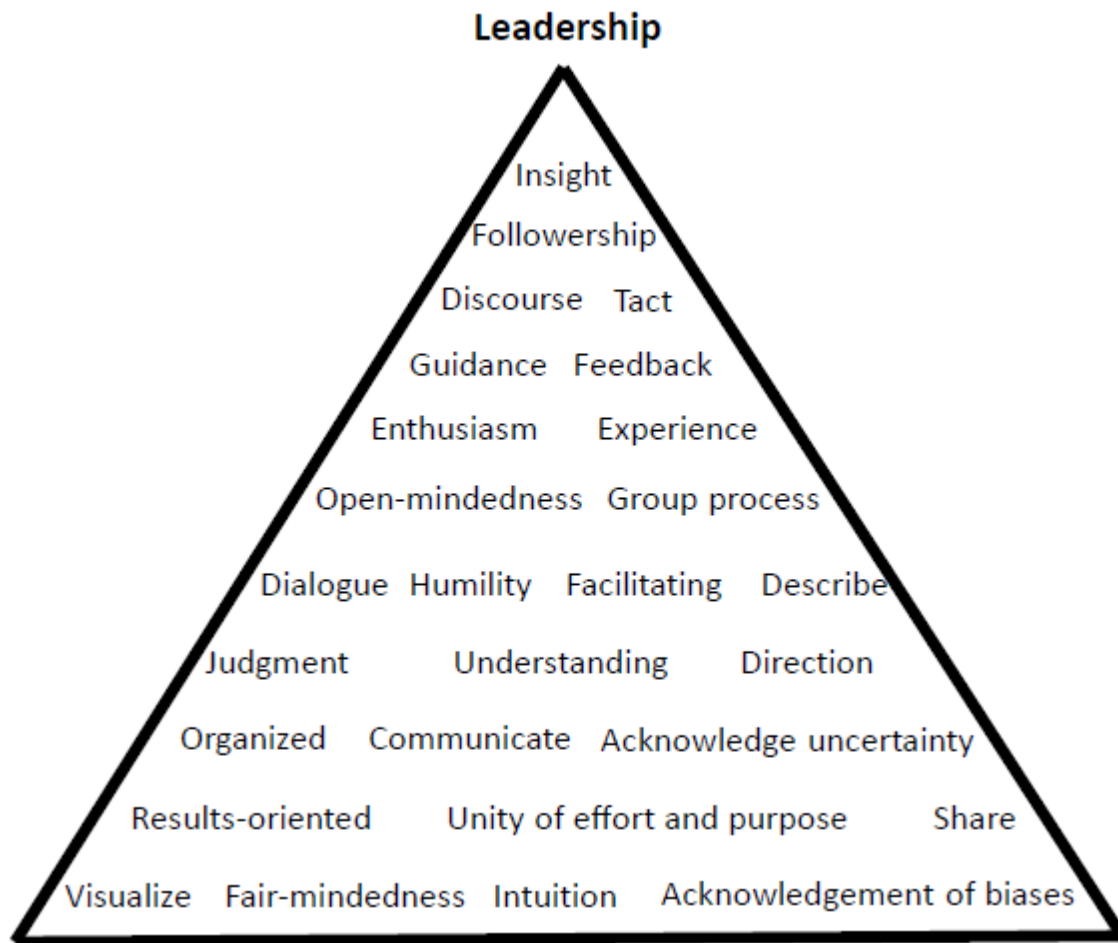 Leadership
Insight
Followership
Discourse Tact
Guidance Feedback
Enthusiasm Experience
Open-mindedness Group process
Dialogue Humility Facilitating Describe
Judgment Understanding Direction
Organized Communicate Acknowledge uncertainty
Results-oriented Unity of effort and purpose Share
Visualize Fair-mindedness Intuition Acknowledgement of biases